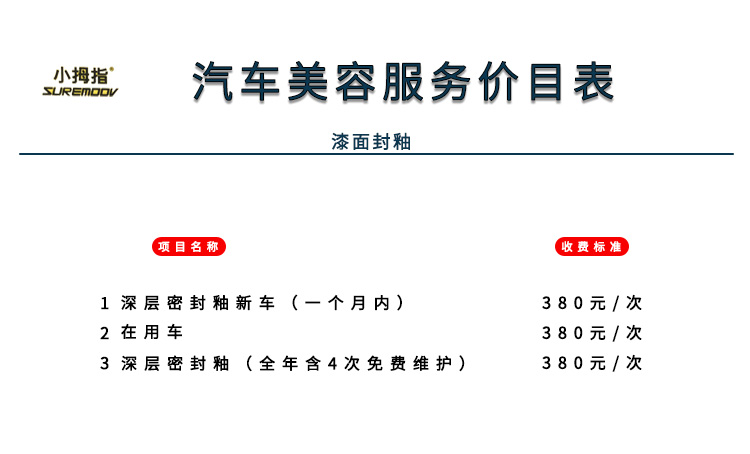 小拇指®
SUREMOOV
汽车美容服务价目表
漆面封釉
项目名称 收费标准
1 深层密封釉新车（一个月内） 380元/次
2 在用车 380元/次
3 深层密封釉（全年含4次免费维护） 380元/次